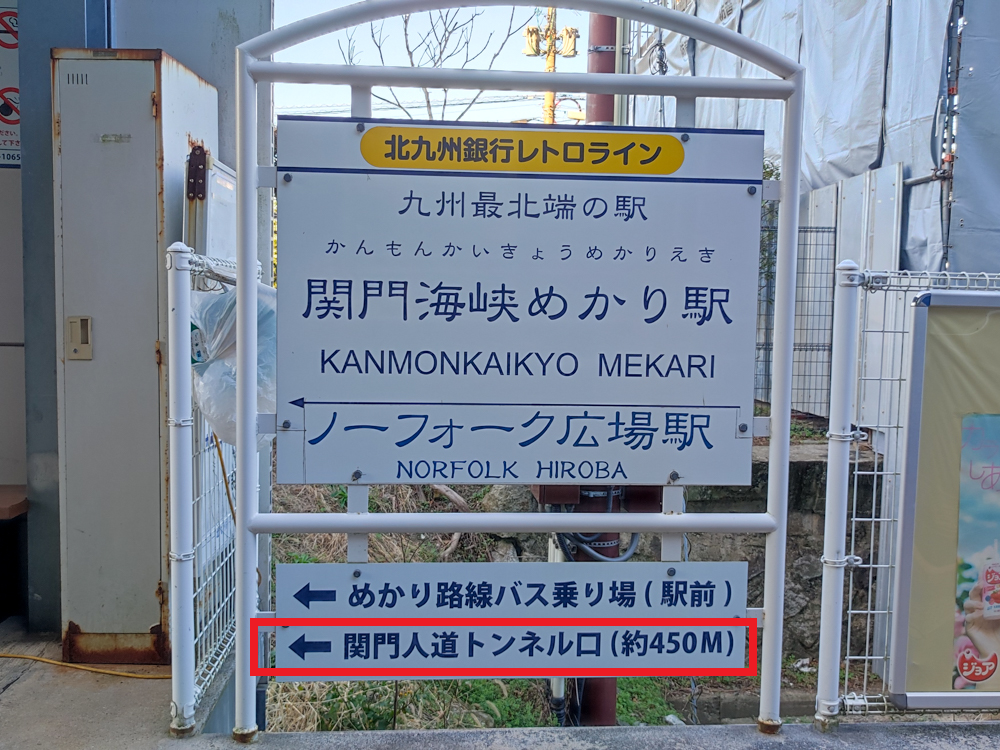 北九州銀行レトロライン
九州最北端の駅
かんもんかいきょうめかりえき
関門海峡めかり駅
KANMONKAIKYO MEKARI
ノーフォーク広場駅
NORFOLK HIROBA
← めかり路線バス乗り場(駅前)
← 関門人道トンネル口(約450M)
ジョア